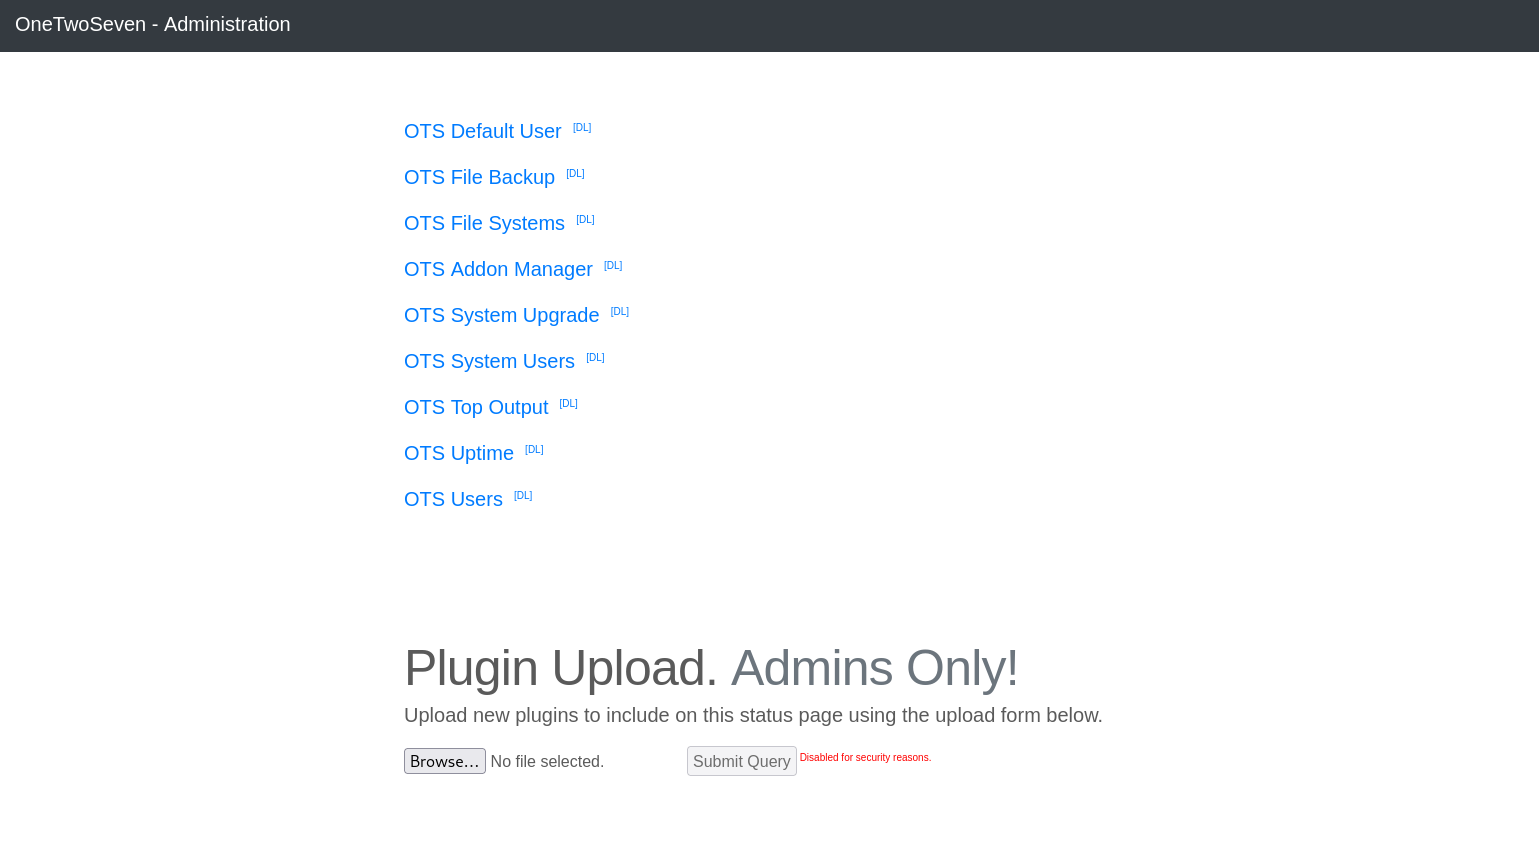 OneTwoSeven - Administration
OTS Default User [DL]
OTS File Backup [DL]
OTS File Systems [DL]
OTS Addon Manager [DL]
OTS System Upgrade [DL]
OTS System Users [DL]
OTS Top Output [DL]
OTS Uptime [DL]
OTS Users [DL]
Plugin Upload. Admins Only!
Upload new plugins to include on this status page using the upload form below.
Browse... No file selected. Submit Query Disabled for security reasons.